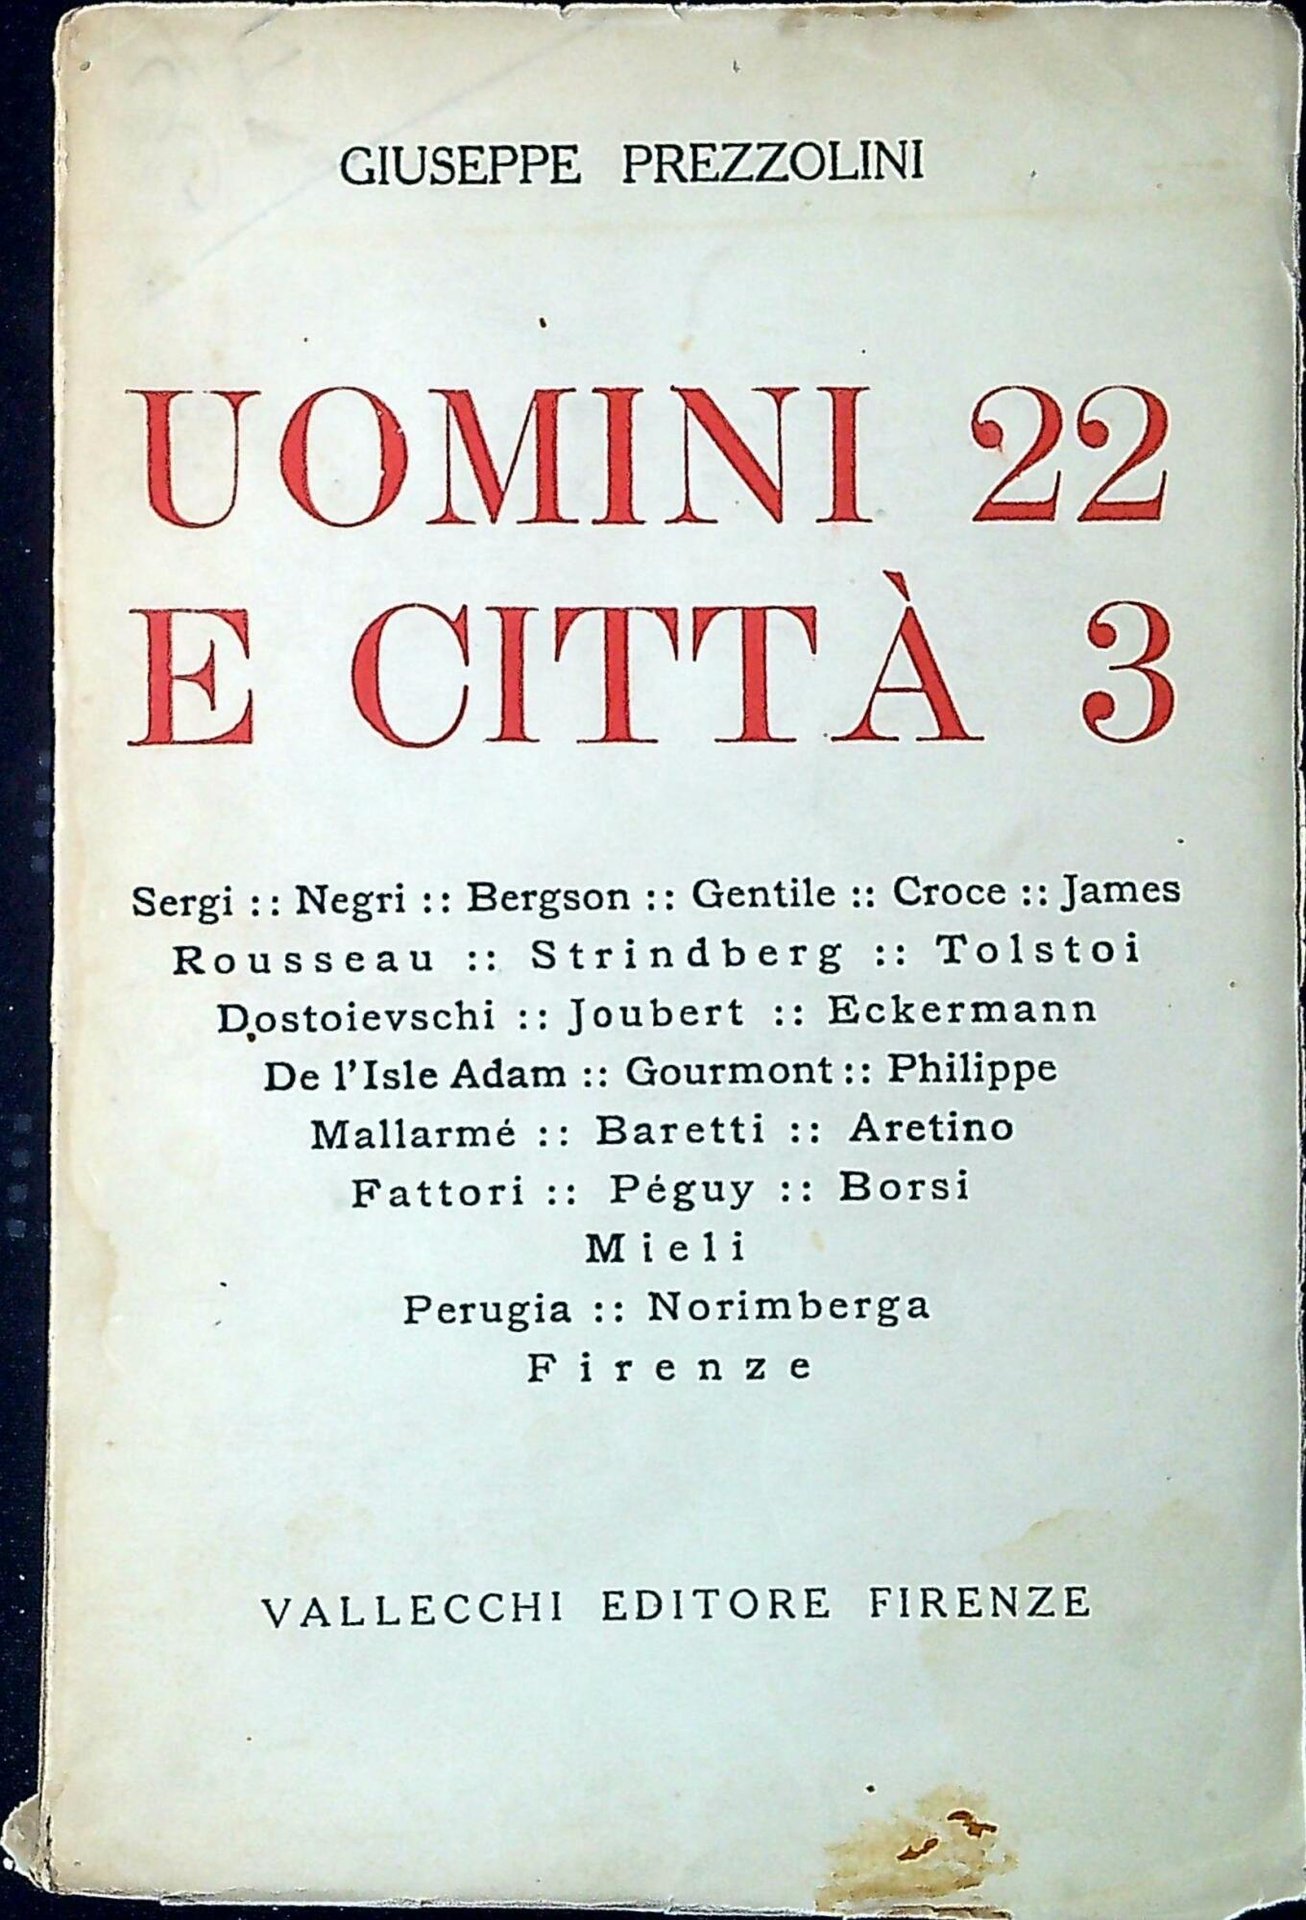 GIUSEPPE PREZZOLINI
UOMINI 22
E CITTÀ 3
Sergi :: Negri :: Bergson :: Gentile :: Croce :: James
Rousseau :: Strindberg :: Tolstoi
Dostoievschi :: Joubert :: Eckermann
De l'Isle Adam :: Gourmont :: Philippe
Mallarmé :: Baretti :: Aretino
Fattori :: Péguy :: Borsi
Mieli
Perugia :: Norimberga
Firenze
VALLECCHI EDITORE FIRENZE